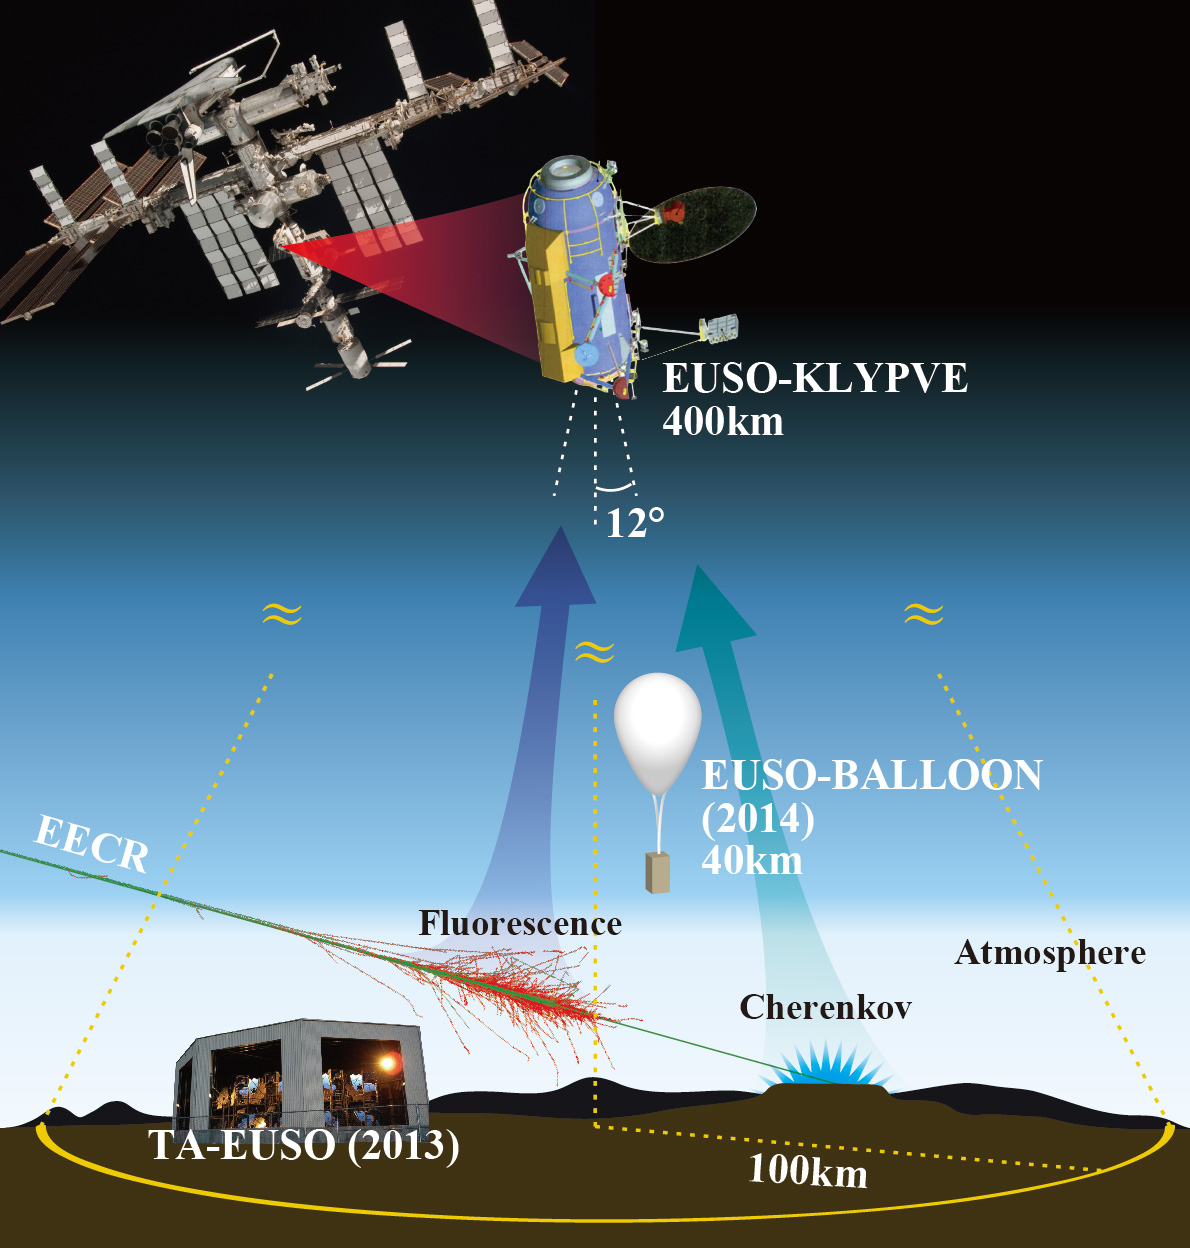 EUSO-KLYPVE
400km
12°
≈
≈
≈
EUSO-BALLOON
(2014)
40km
EECR
Fluorescence
Atmosphere
Cherenkov
TA-EUSO (2013)
100km